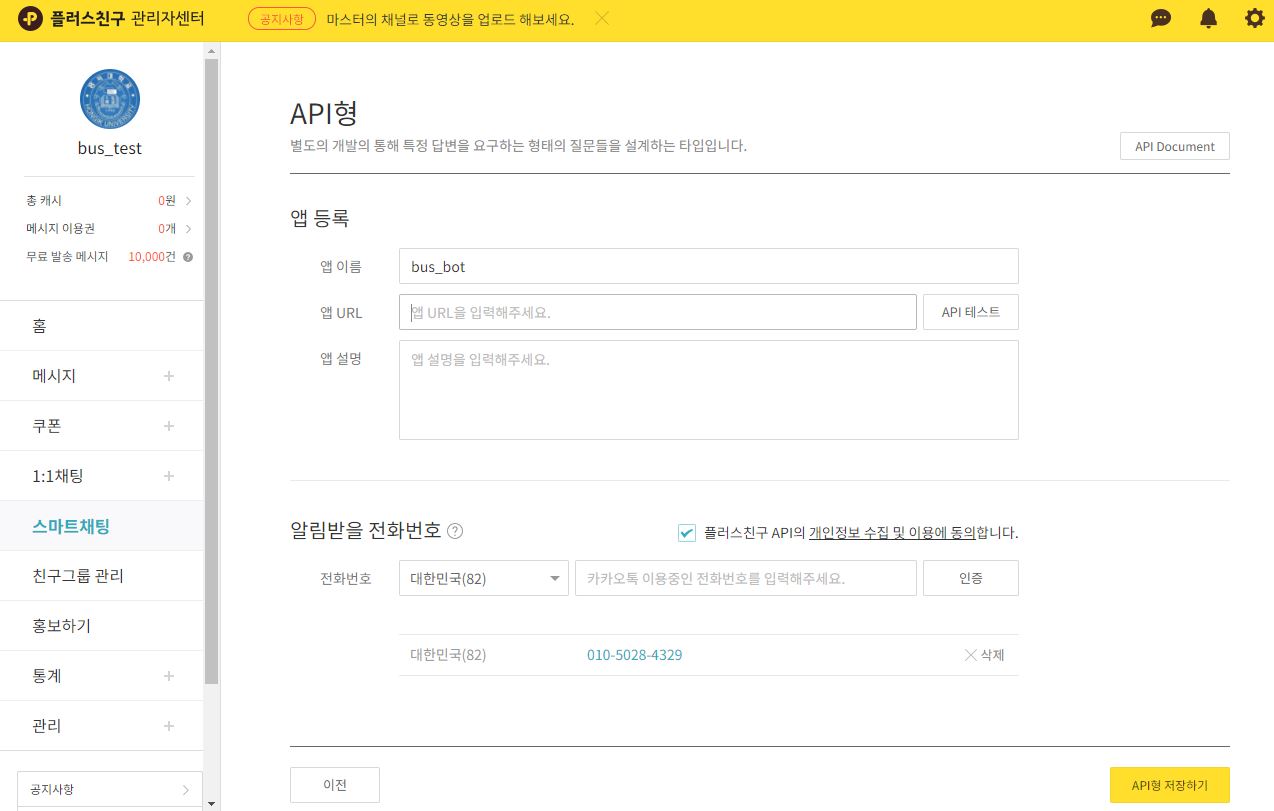 플러스친구 관리자센터
공지사항 마스터의 채널로 동영상을 업로드 해보세요.
bus_test
총 캐시 0원
메시지 이용권 0개
무료 발송 메시지 10,000건
홈
메시지
쿠폰
1:1채팅
스마트채팅
친구그룹 관리
홍보하기
통계
관리
공지사항
API형
별도의 개발의 통해 특정 답변을 요구하는 형태의 질문들을 설계하는 타입입니다.
API Document
앱 등록
앱 이름 bus_bot
앱 URL 앱 URL을 입력해주세요. API 테스트
앱 설명 앱 설명을 입력해주세요.
알림받을 전화번호
플러스친구 API의 개인정보 수집 및 이용에 동의합니다.
전화번호 대한민국(82) 카카오톡 이용중인 전화번호를 입력해주세요. 인증
대한민국(82) 010-5028-4329 삭제
이전
API형 저장하기